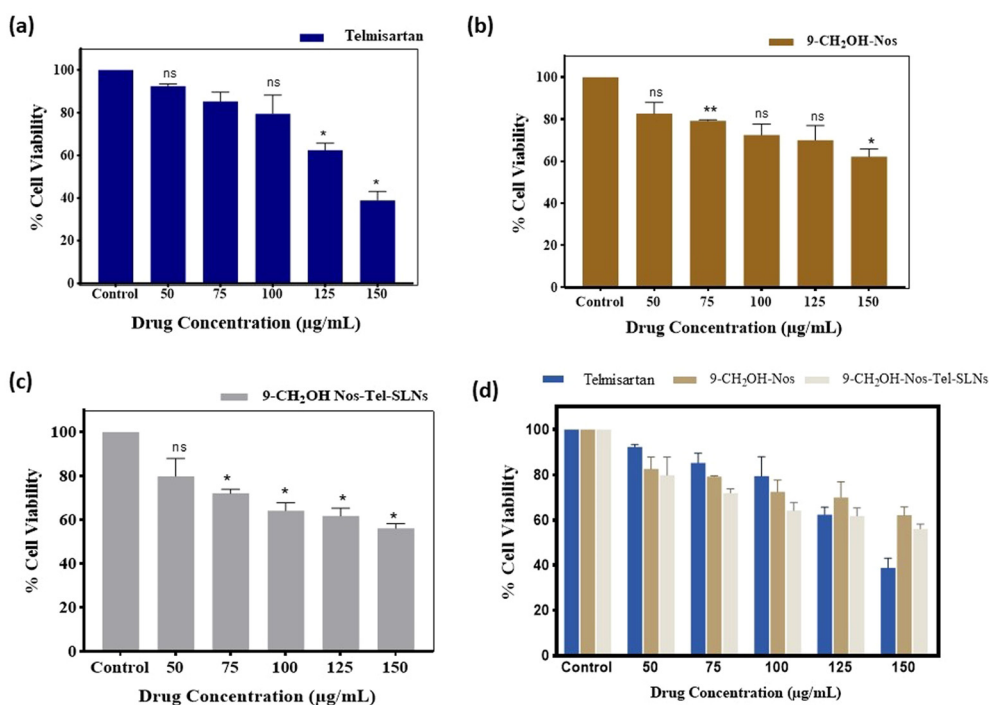 (a)
Telmisartan
% Cell Viability
100
80
60
40
20
0
ns
ns
*
*
Control 50 75 100 125 150
Drug Concentration (µg/mL)
(b)
9-CH₂OH-Nos
% Cell Viability
100
80
60
40
20
0
ns
**
ns
ns
*
Control 50 75 100 125 150
Drug Concentration (µg/mL)
(c)
9-CH₂OH Nos-Tel-SLNs
% Cell Viability
100
80
60
40
20
0
ns
*
*
*
*
Control 50 75 100 125 150
Drug Concentration (µg/mL)
(d)
Telmisartan 9-CH₂OH-Nos 9-CH₂OH-Nos-Tel-SLNs
% Cell Viability
100
80
60
40
20
0
Control 50 75 100 125 150
Drug Concentration (µg/mL)